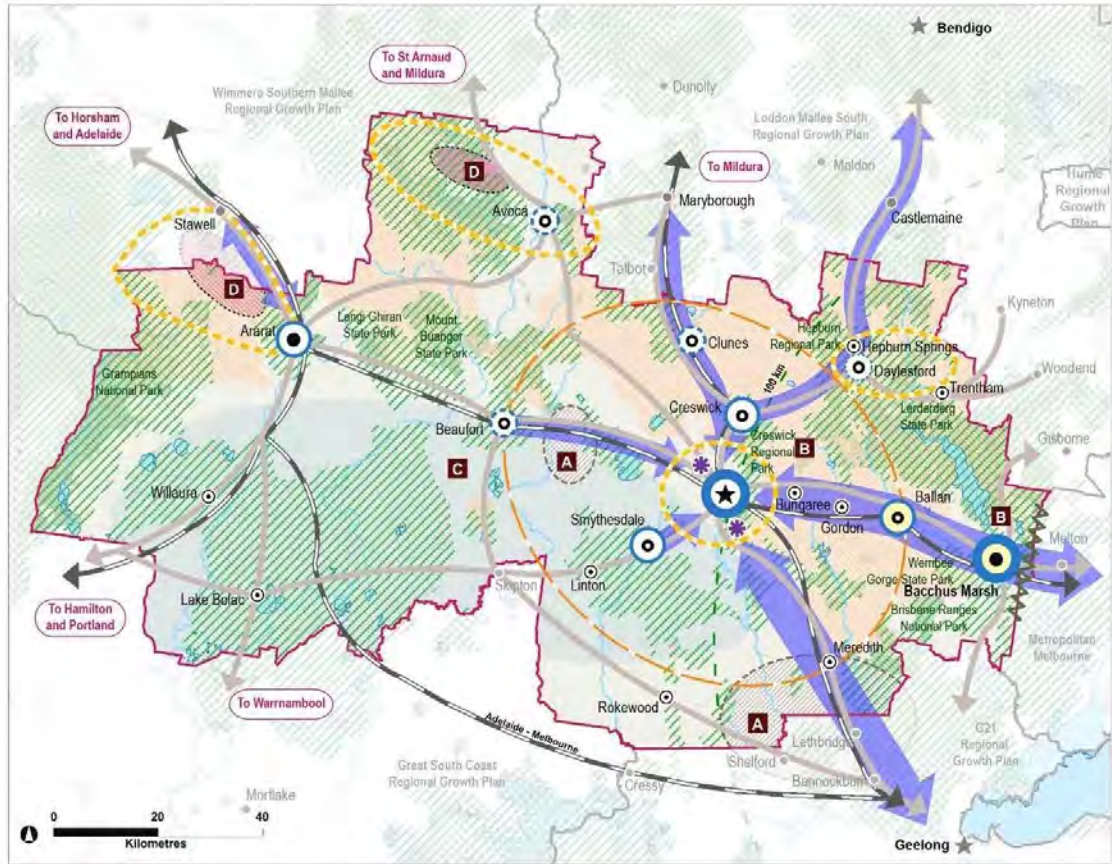 Bendigo
To St Arnaud
and Mildura
Dunolly
Wimmera Southern Mallee
Regional Growth Plan
To Horsham
and Adelaide
Loddon Mallee South
Regional Growth Plan
Maldon
To Mildura
Hume
Regional
Growth
Plan
D
Stawell
Avoca
Maryborough
Castlemaine
Talbot
D
Kyneton
Ararat
Langi Ghiran
State Park
Mount
Buangor
State Park
Clunes
Hepburn
Regional Park
Hepburn Springs
Daylesford
Woodend
Trentham
Grampians
National Park
100 km
Lerderderg
State Park
Creswick
Beaufort
Creswick
Regional
Park
B
Gisborne
A
C
Willaura
Bungaree
Ballan
Gordon
B
Smythesdale
Melton
Werribee
Gorge State Park
Bacchus Marsh
Linton
Skipton
Lake Bolac
Brisbane Ranges
National Park
To Hamilton
and Portland
Metropolitan
Melbourne
Meredith
To Warrnambool
Rokewood
A
Adelaide - Melbourne
Lethbridge
G21
Regional
Growth Plan
Shelford
Great South Coast
Regional Growth Plan
Cressy
Bannockburn
Mortlake
0 20 40
Kilometres
Geelong